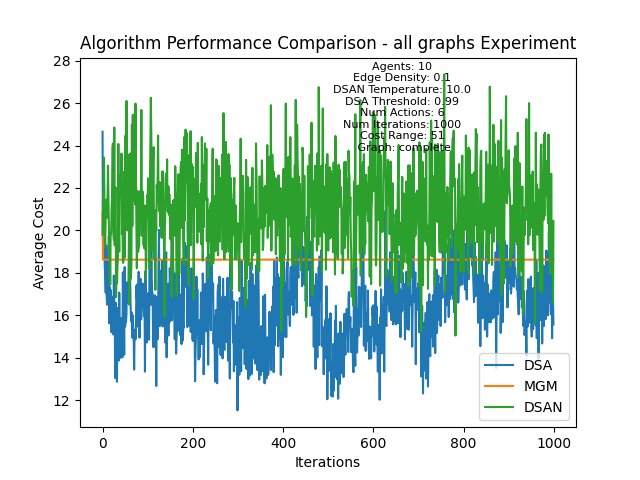 Algorithm Performance Comparison - all graphs Experiment
28
26
24
22
20
18
16
14
12
Average Cost
Agents: 10
Edge Density: 0.1
DSAN Temperature: 10.0
DSA Threshold: 0.99
Num Actions: 6
Num Iterations: 1000
Cost Range: 51
Graph: complete
DSA
MGM
DSAN
0 200 400 600 800 1000
Iterations